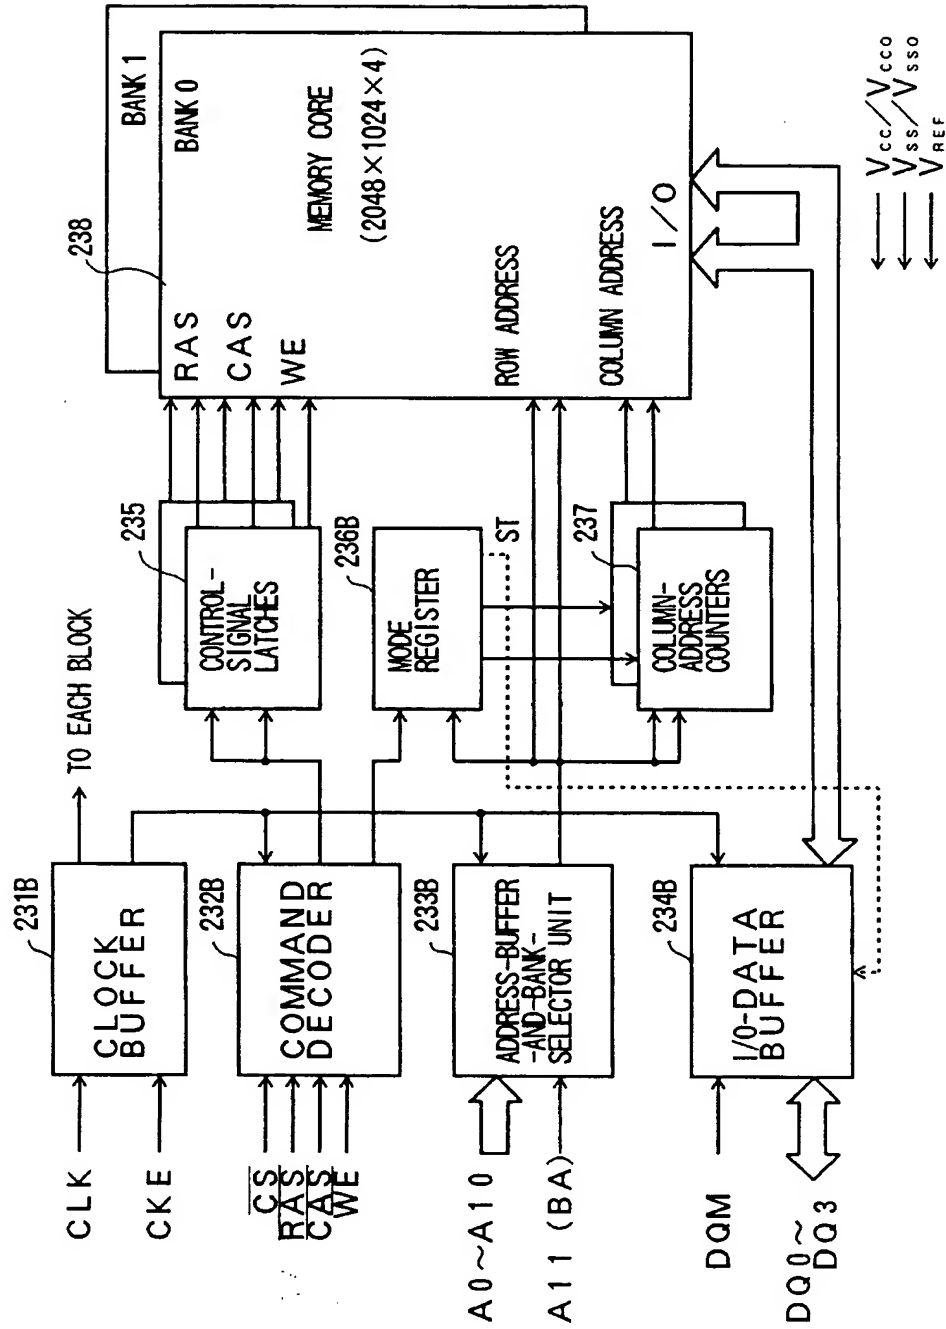 CLK
CKE
CS
RAS
CAS
WE
A0~A10
A11 (BA)
DQM
DQ0~
DQ3
231B
CLOCK
BUFFER
232B
COMMAND
DECODER
233B
ADDRESS-BUFFER
-AND-BANK-
SELECTOR UNIT
234B
I/O-DATA
BUFFER
TO EACH BLOCK
235
CONTROL-
SIGNAL
LATCHES
236B
MODE
REGISTER
ST
237
COLUMN-
ADDRESS
COUNTERS
238
BANK 1
BANK 0
RAS
CAS
WE
MEMORY CORE
(2048×1024×4)
ROW ADDRESS
COLUMN ADDRESS
I/O
VCC/VCCQ
VSS/VSSQ
VREF